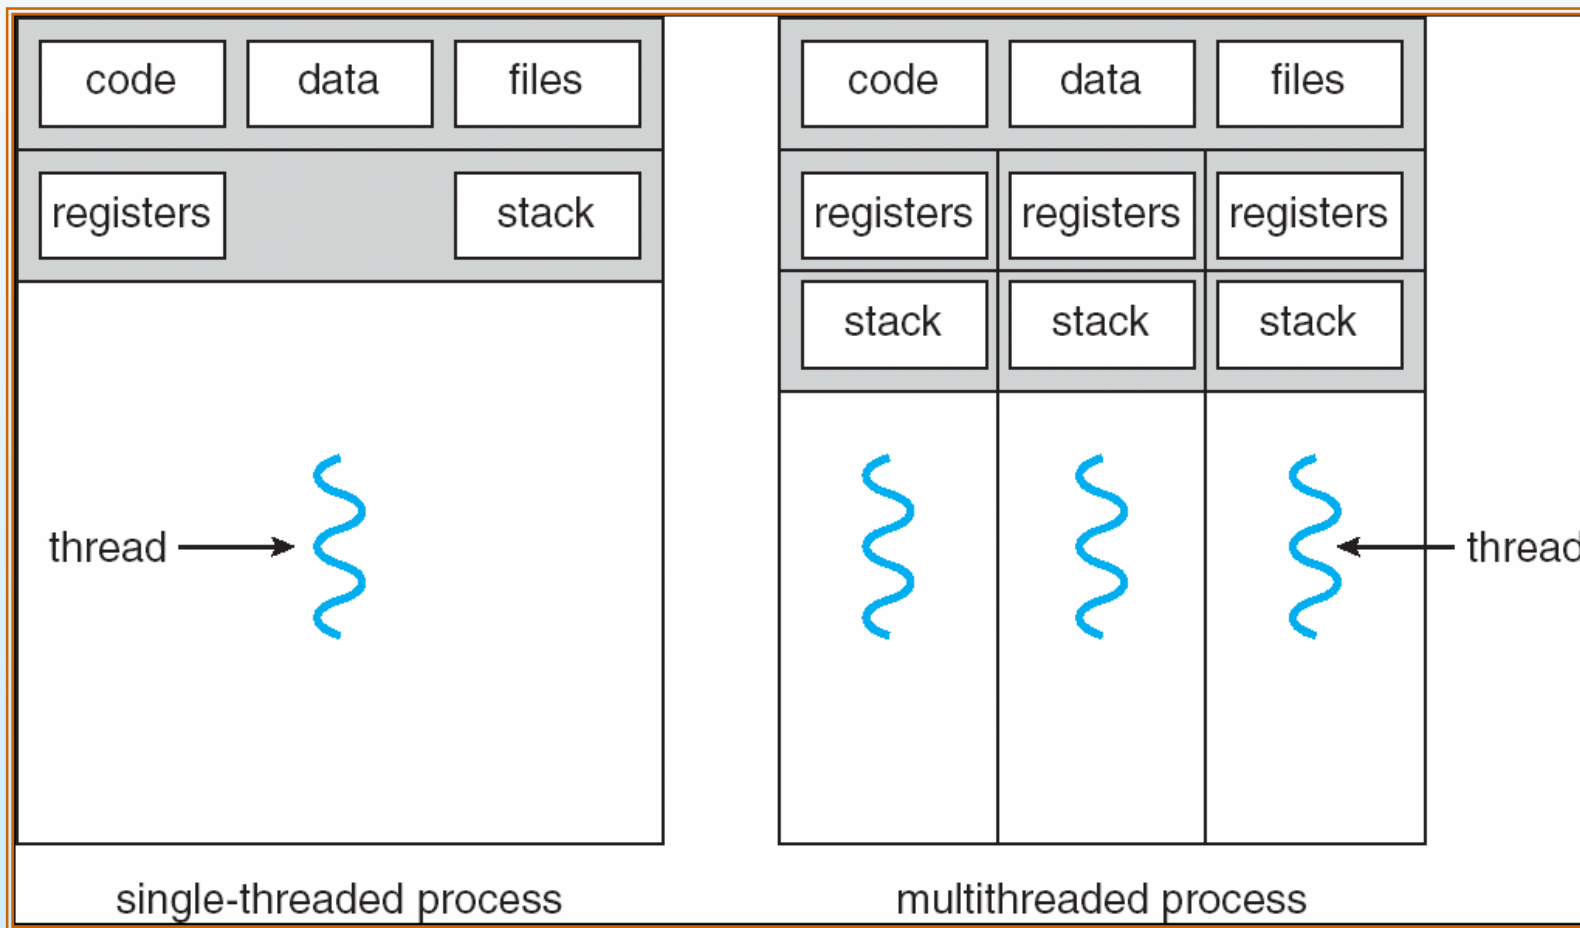 code data files
registers stack
thread
single-threaded process
code data files
registers registers registers
stack stack stack
thread
multithreaded process